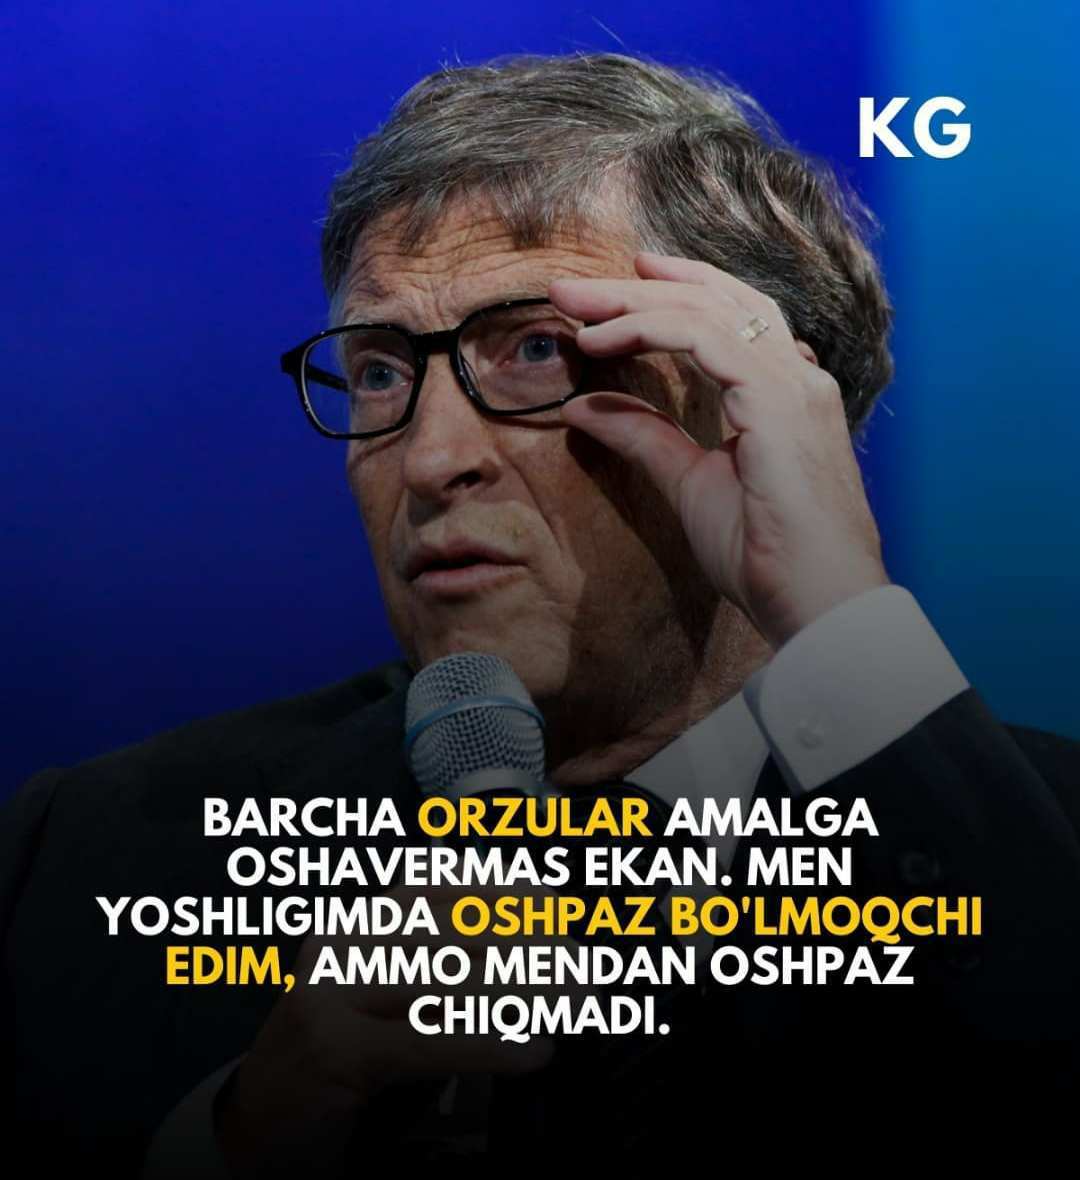 KG
BARCHA ORZULAR AMALGA
OSHAVERMAS EKAN. MEN
YOSHLIGIMDA OSHPAZ BO'LMOQCHI
EDIM, AMMO MENDAN OSHPAZ
CHIQMADI.